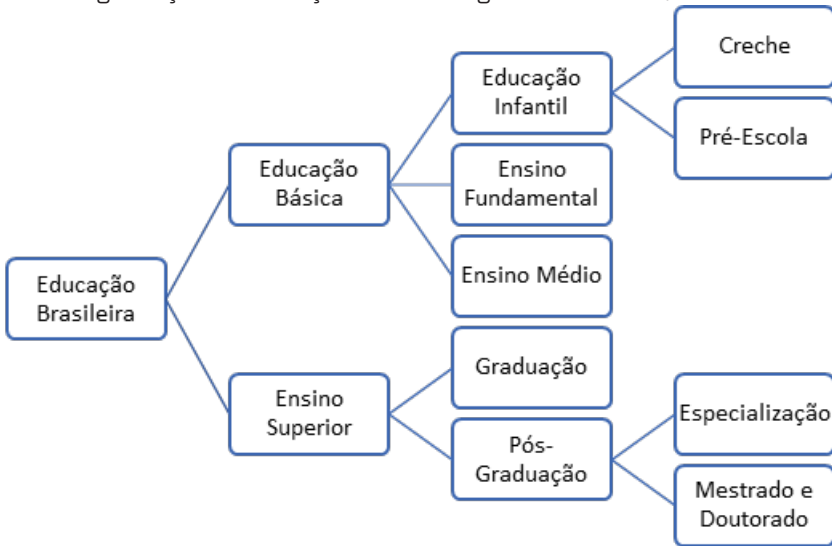 Creche
Educação
Infantil
Pré-Escola
Educação
Básica
Ensino
Fundamental
Ensino Médio
Educação
Brasileira
Graduação
Ensino
Superior
Especialização
Pós-
Graduação
Mestrado e
Doutorado